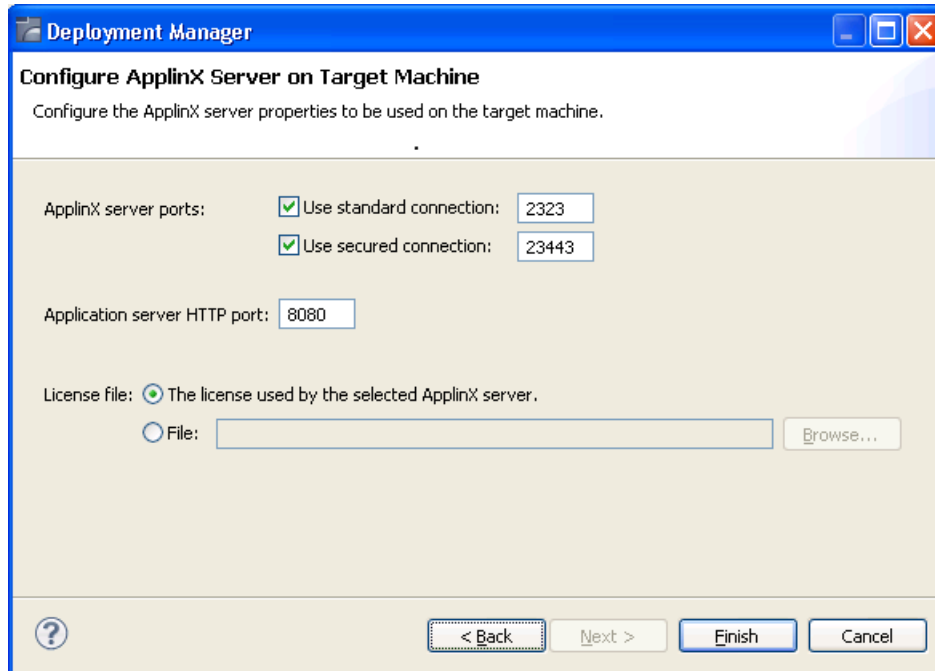 Deployment Manager
Configure ApplinX Server on Target Machine
Configure the ApplinX server properties to be used on the target machine.
ApplinX server ports: Use standard connection: 2323
Use secured connection: 23443
Application server HTTP port: 8080
License file: The license used by the selected ApplinX server.
File: Browse...
? < Back Next > Finish Cancel